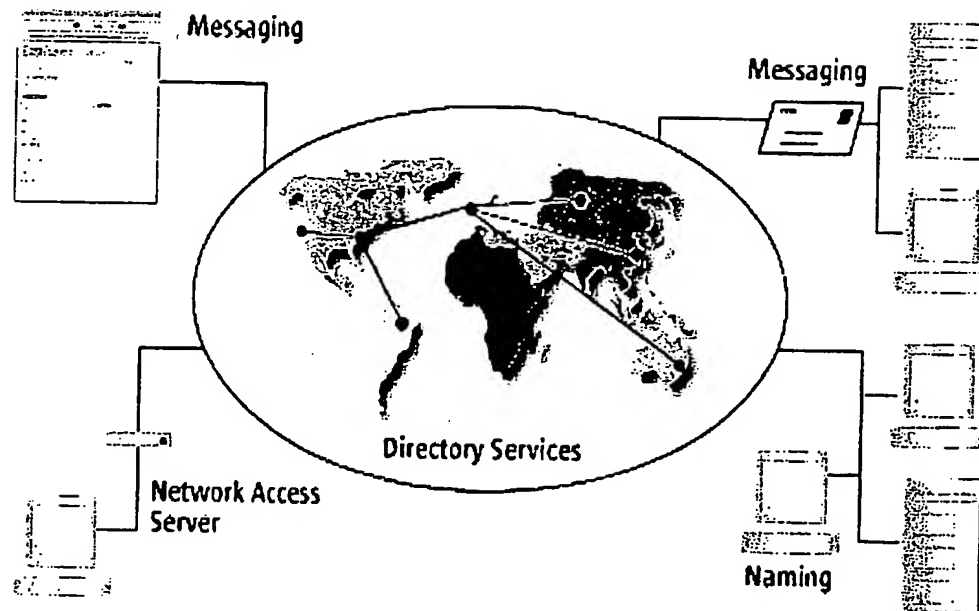 Messaging
Messaging
Directory Services
Network Access
Server
Naming